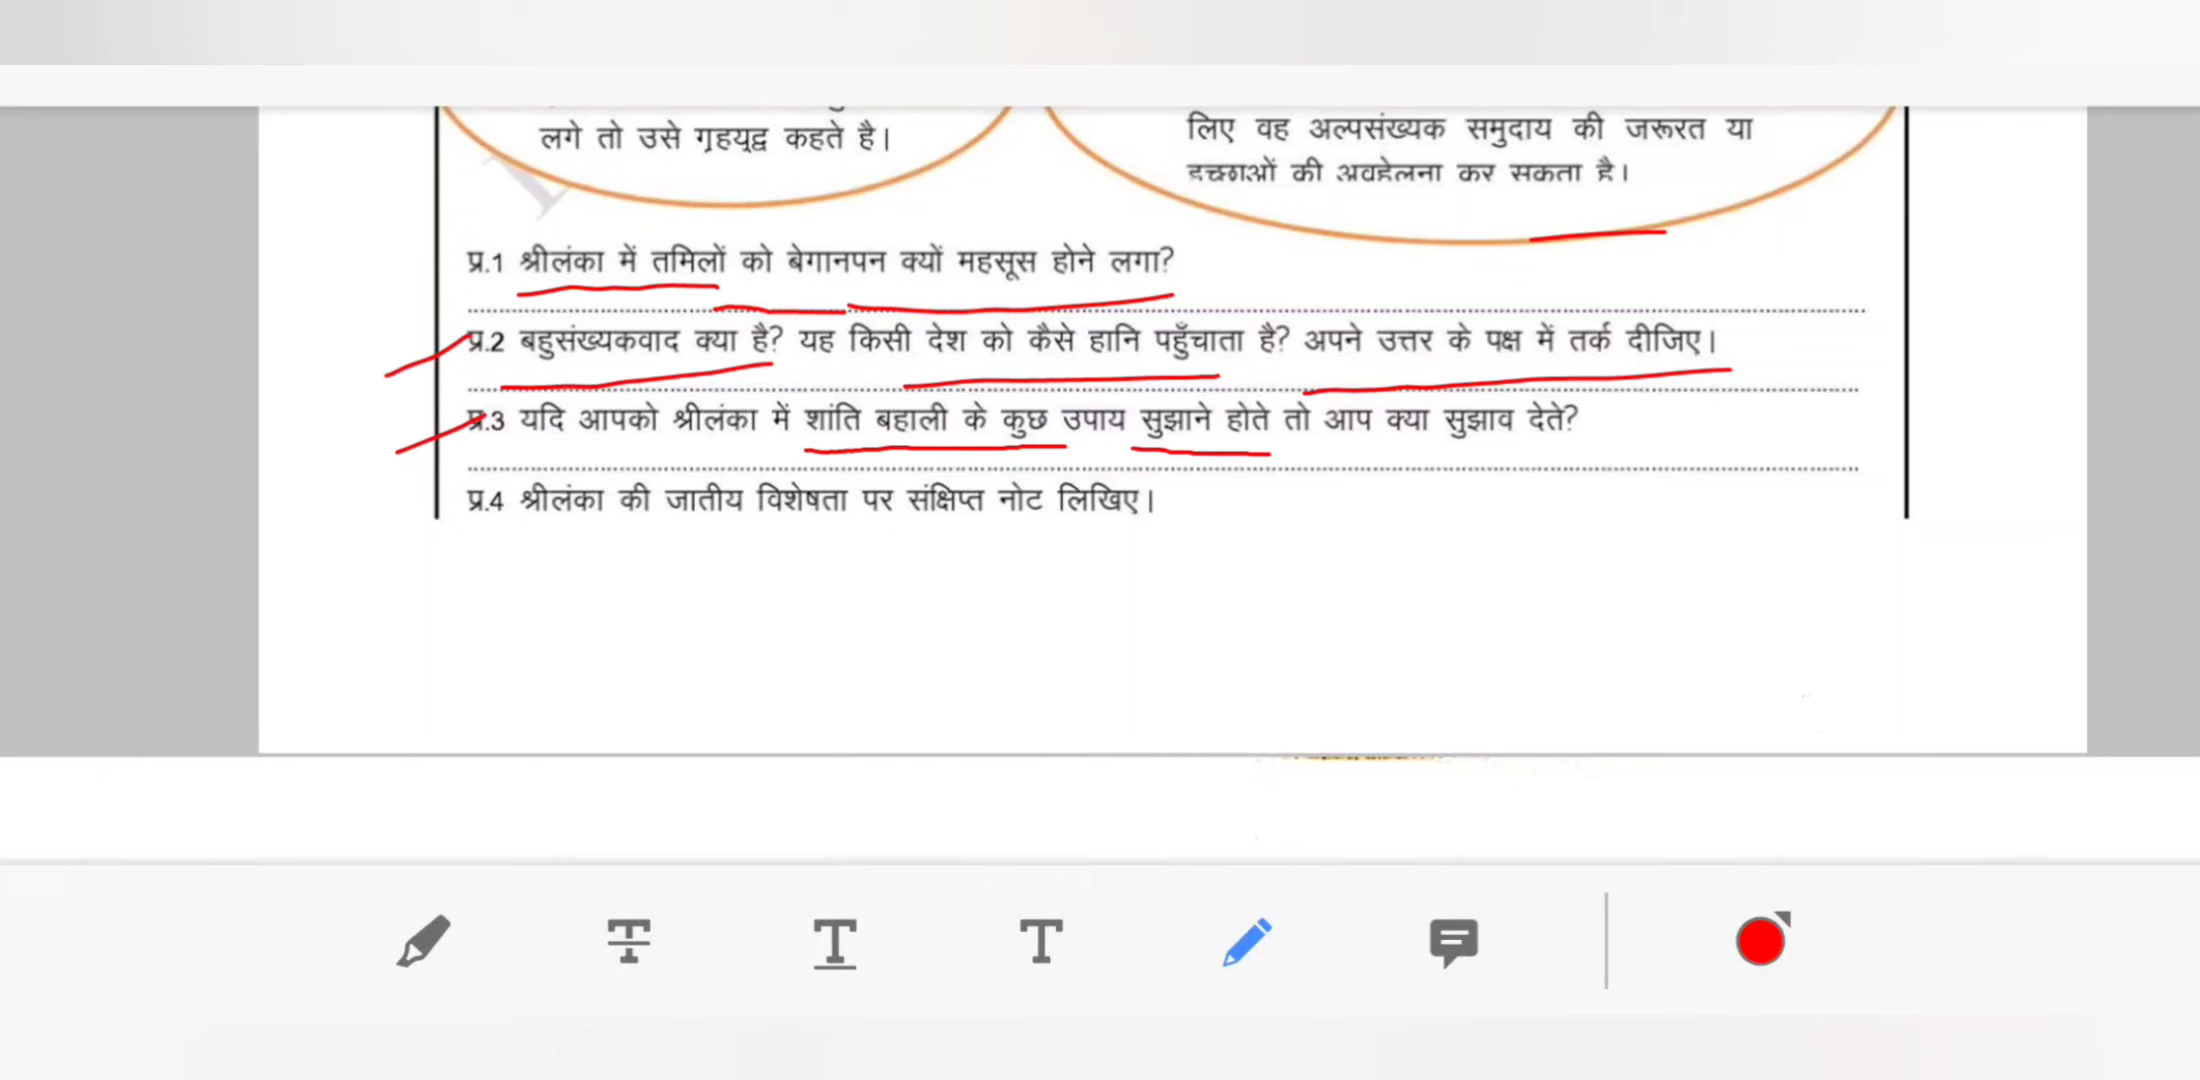 लगे तो उसे गृहयुद्व कहते है।
लिए वह अल्पसंख्यक समुदाय की जरूरत या
इच्छाओं की अवहेलना कर सकता है।
प्र.1 श्रीलंका में तमिलों को बेगानपन क्यों महसूस होने लगा?
प्र.2 बहुसंख्यकवाद क्या है? यह किसी देश को कैसे हानि पहुँचाता है? अपने उत्तर के पक्ष में तर्क दीजिए।
प्र.3 यदि आपको श्रीलंका में शांति बहाली के कुछ उपाय सुझाने होते तो आप क्या सुझाव देते?
प्र.4 श्रीलंका की जातीय विशेषता पर संक्षिप्त नोट लिखिए।